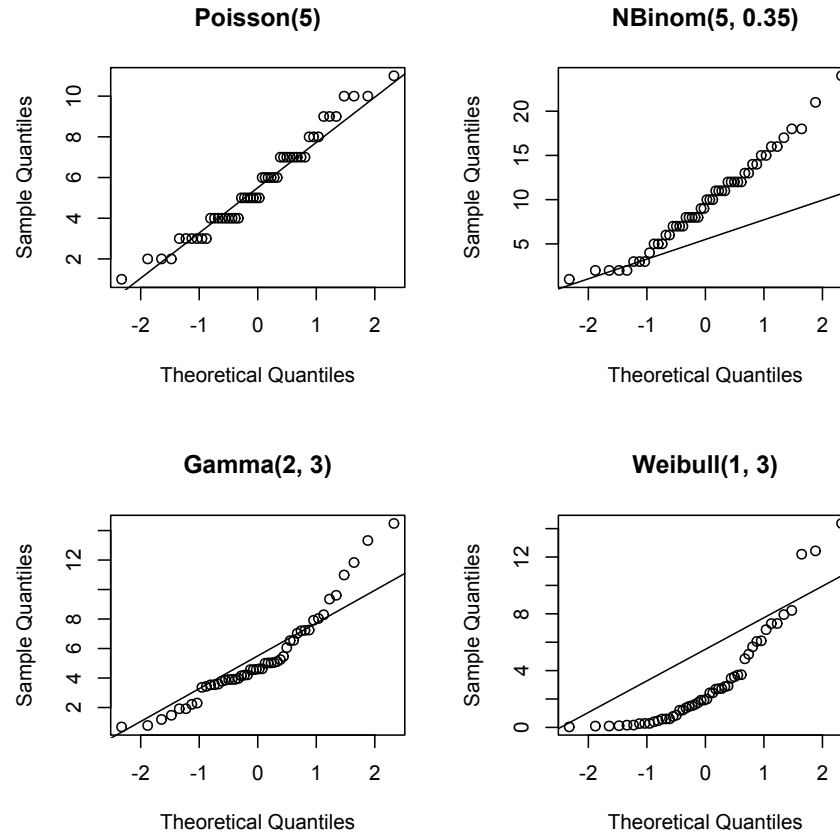 Poisson(5)
Sample Quantiles
10
8
6
4
2
-2 -1 0 1 2
Theoretical Quantiles
NBinom(5, 0.35)
Sample Quantiles
20
15
10
5
-2 -1 0 1 2
Theoretical Quantiles
Gamma(2, 3)
Sample Quantiles
12
8
6
4
2
-2 -1 0 1 2
Theoretical Quantiles
Weibull(1, 3)
Sample Quantiles
12
8
4
0
-2 -1 0 1 2
Theoretical Quantiles